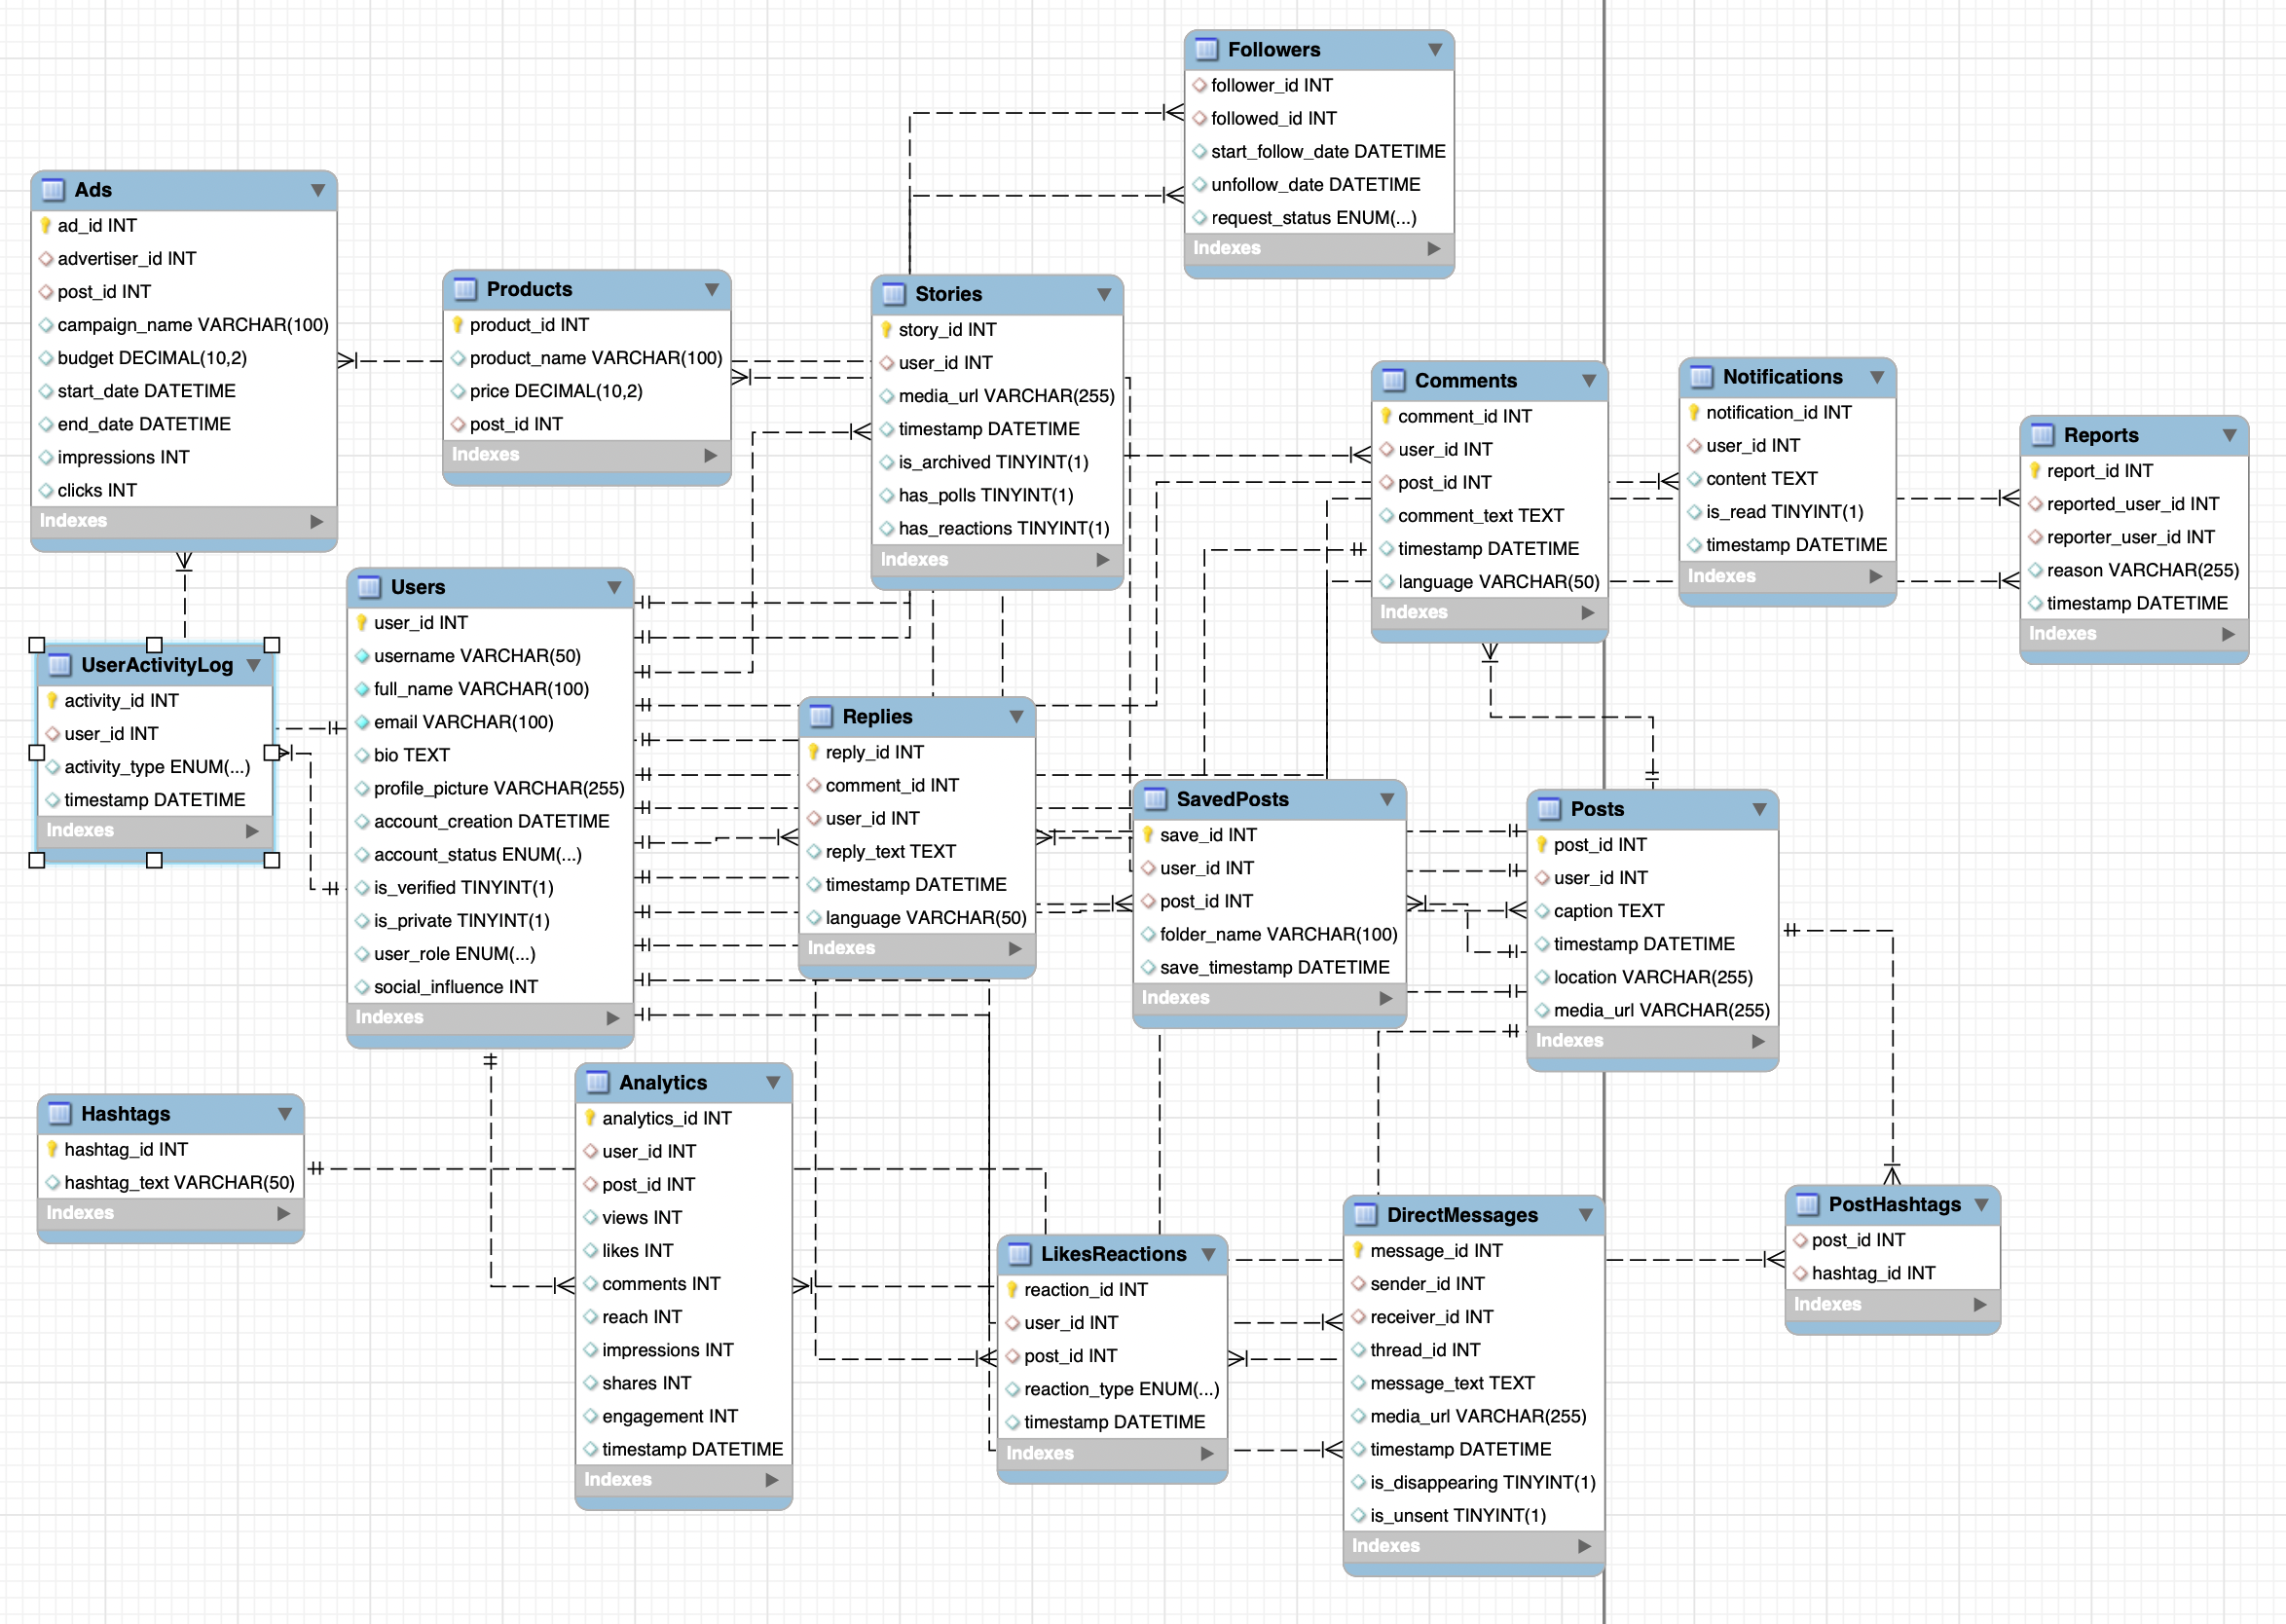 Followers
follower_id INT
followed_id INT
start_follow_date DATETIME
unfollow_date DATETIME
request_status ENUM(...)
Indexes
Ads
ad_id INT
advertiser_id INT
post_id INT
campaign_name VARCHAR(100)
budget DECIMAL(10,2)
start_date DATETIME
end_date DATETIME
impressions INT
clicks INT
Indexes
Products
product_id INT
product_name VARCHAR(100)
price DECIMAL(10,2)
post_id INT
Indexes
Stories
story_id INT
user_id INT
media_url VARCHAR(255)
timestamp DATETIME
is_archived TINYINT(1)
has_polls TINYINT(1)
has_reactions TINYINT(1)
Indexes
Comments
comment_id INT
user_id INT
post_id INT
comment_text TEXT
timestamp DATETIME
language VARCHAR(50)
Indexes
Notifications
notification_id INT
user_id INT
content TEXT
is_read TINYINT(1)
timestamp DATETIME
Indexes
Reports
report_id INT
reported_user_id INT
reporter_user_id INT
reason VARCHAR(255)
timestamp DATETIME
Indexes
UserActivityLog
activity_id INT
user_id INT
activity_type ENUM(...)
timestamp DATETIME
Indexes
Users
user_id INT
username VARCHAR(50)
full_name VARCHAR(100)
email VARCHAR(100)
bio TEXT
profile_picture VARCHAR(255)
account_creation DATETIME
account_status ENUM(...)
is_verified TINYINT(1)
is_private TINYINT(1)
user_role ENUM(...)
social_influence INT
Indexes
Replies
reply_id INT
comment_id INT
user_id INT
reply_text TEXT
timestamp DATETIME
language VARCHAR(50)
Indexes
SavedPosts
save_id INT
user_id INT
post_id INT
folder_name VARCHAR(100)
save_timestamp DATETIME
Indexes
Posts
post_id INT
user_id INT
caption TEXT
timestamp DATETIME
location VARCHAR(255)
media_url VARCHAR(255)
Indexes
Hashtags
hashtag_id INT
hashtag_text VARCHAR(50)
Indexes
Analytics
analytics_id INT
user_id INT
post_id INT
views INT
likes INT
comments INT
reach INT
impressions INT
shares INT
engagement INT
timestamp DATETIME
Indexes
LikesReactions
reaction_id INT
user_id INT
post_id INT
reaction_type ENUM(...)
timestamp DATETIME
Indexes
DirectMessages
message_id INT
sender_id INT
receiver_id INT
thread_id INT
message_text TEXT
media_url VARCHAR(255)
timestamp DATETIME
is_disappearing TINYINT(1)
is_unsent TINYINT(1)
Indexes
PostHashtags
post_id INT
hashtag_id INT
Indexes